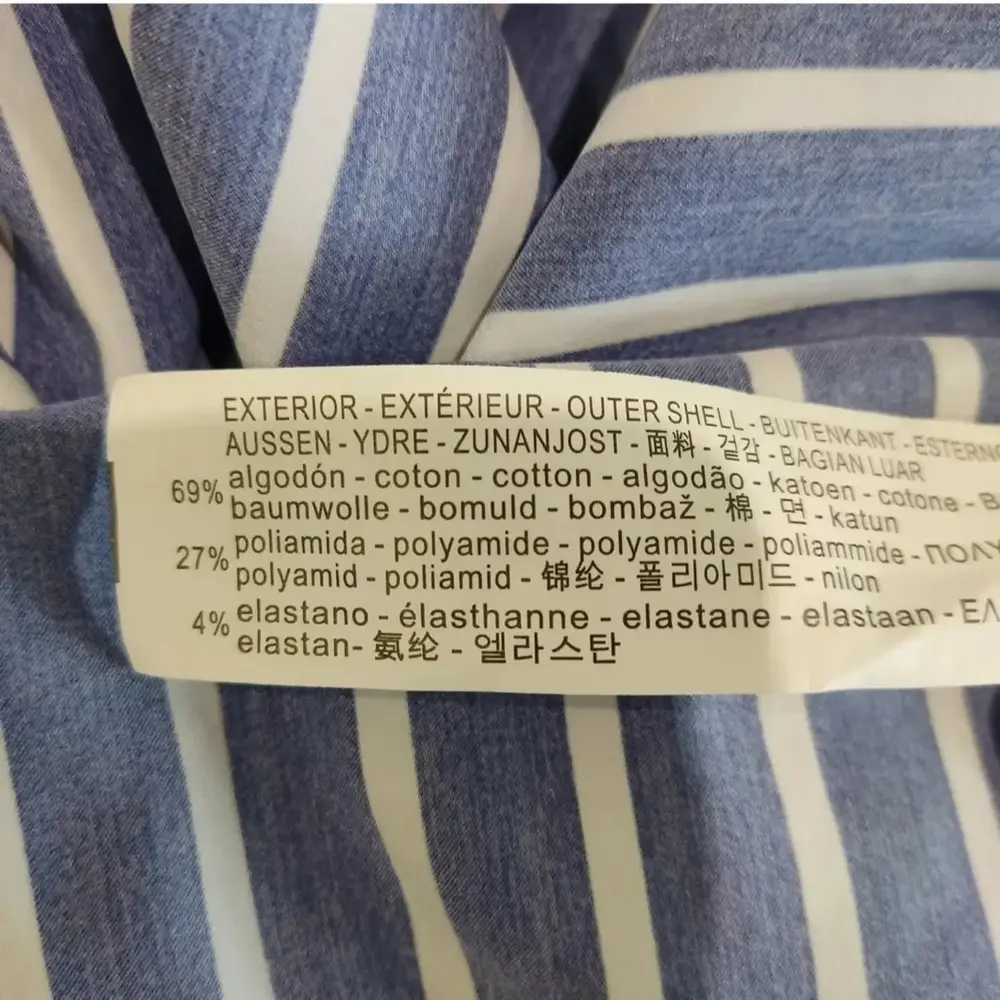 EXTERIOR - EXTÉRIEUR - OUTER SHELL - BUITENKANT - ESTERNO
AUSSEN - YDRE - ZUNANJOST - 面料 - 겉감 - BAGIAN LUAR
69% algodón - coton - cotton - algodão - katoen - cotone -
baumwolle - bomuld - bombaž - 棉 - 면 - katun
27% poliamida - polyamide - polyamide - poliammide -
polyamid - poliamid - 锦纶 - 폴리아미드 - nilon
4% elastano - élasthanne - elastane - elastaan -
elastan- 氨纶 - 엘라스탄